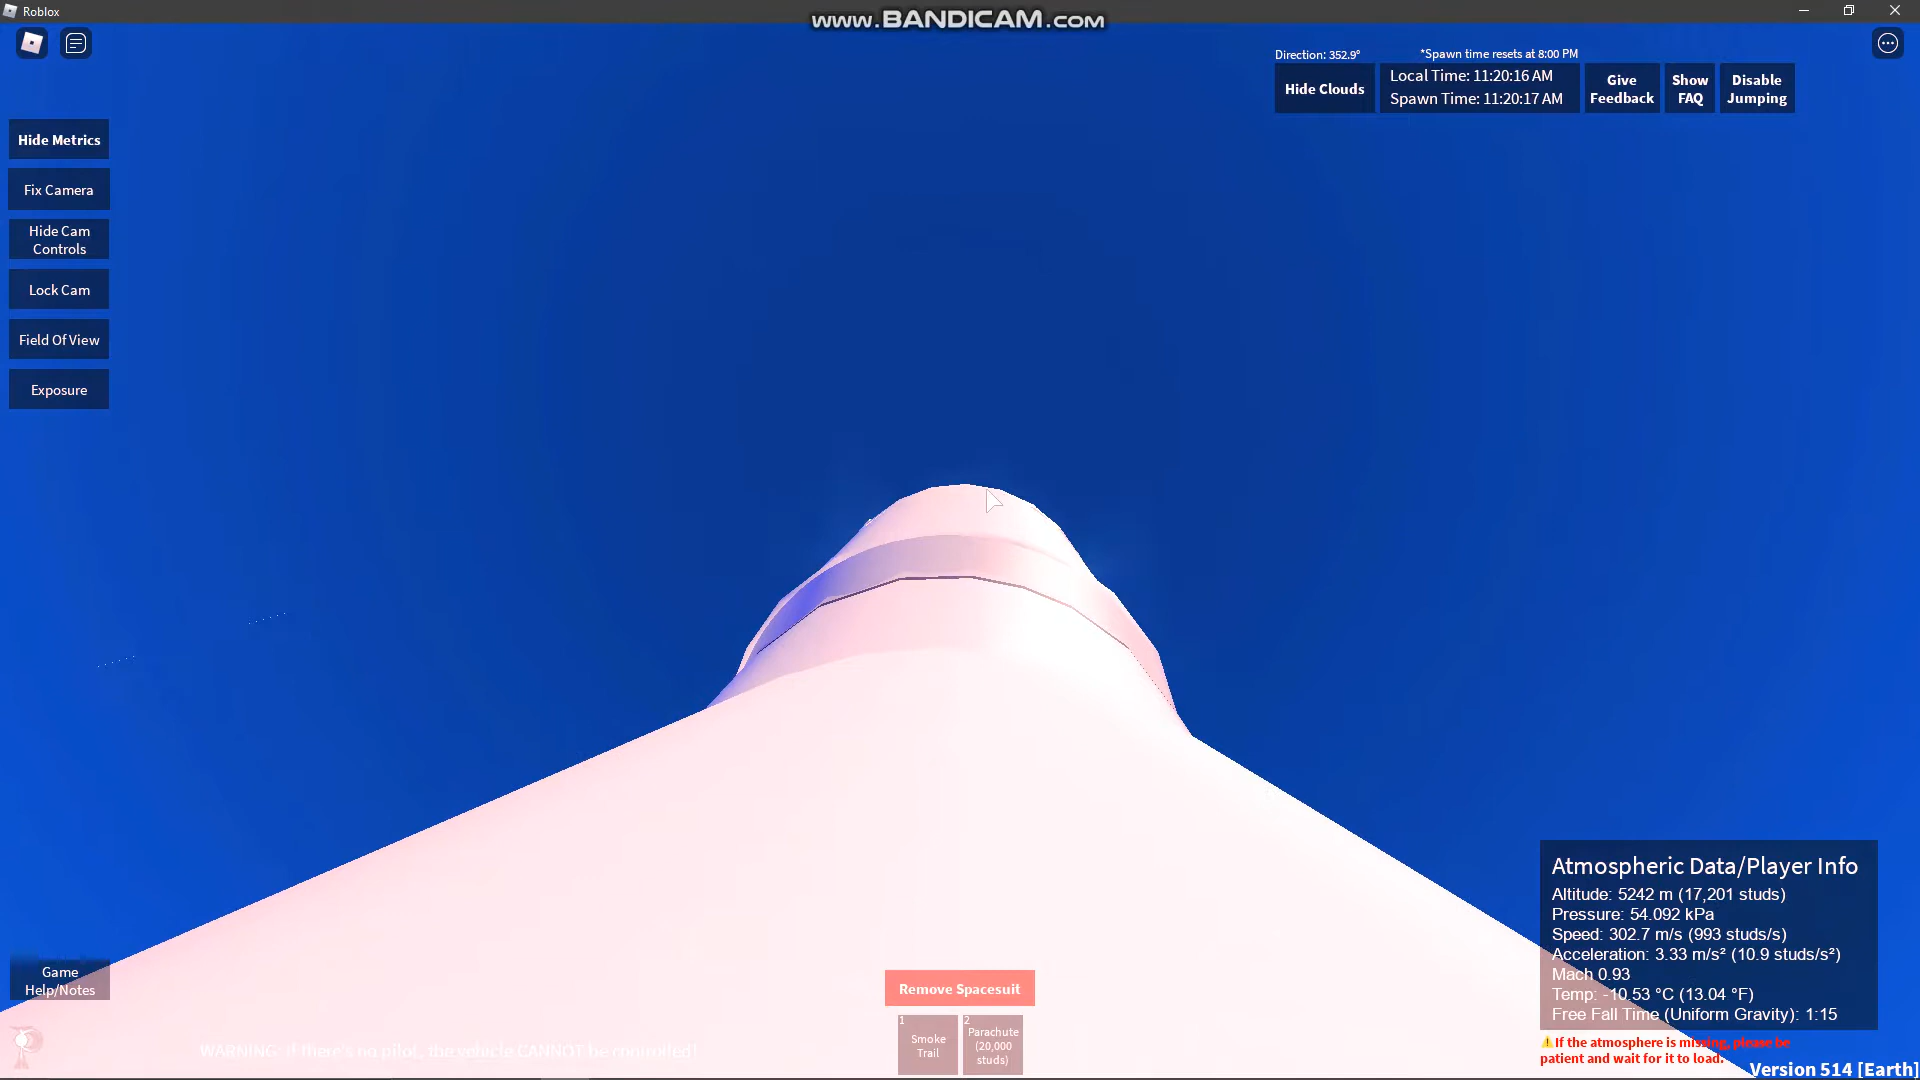 Roblox
www.BANDICAM.com
Direction: 352.9°
*Spawn time resets at 8:00 PM
Hide Clouds
Local Time: 11:20:16 AM
Spawn Time: 11:20:17 AM
Give
Feedback
Show
FAQ
Disable
Jumping
Hide Metrics
Fix Camera
Hide Cam
Controls
Lock Cam
Field Of View
Exposure
Atmospheric Data/Player Info
Altitude: 5242 m (17,201 studs)
Pressure: 54.092 kPa
Speed: 302.7 m/s (993 studs/s)
Acceleration: 3.33 m/s² (10.9 studs/s²)
Mach 0.93
Temp: -10.53 °C (13.04 °F)
Free Fall Time (Uniform Gravity): 1:15
Game
Help/Notes
Remove Spacesuit
1
Smoke
Trail
2
Parachute
(20,000
studs)
WARNING: If there's no pilot, the vehicle CANNOT be controlled!
⚠️If the atmosphere is missing, please be
patient and wait for it to load.
Version 514 [Earth]